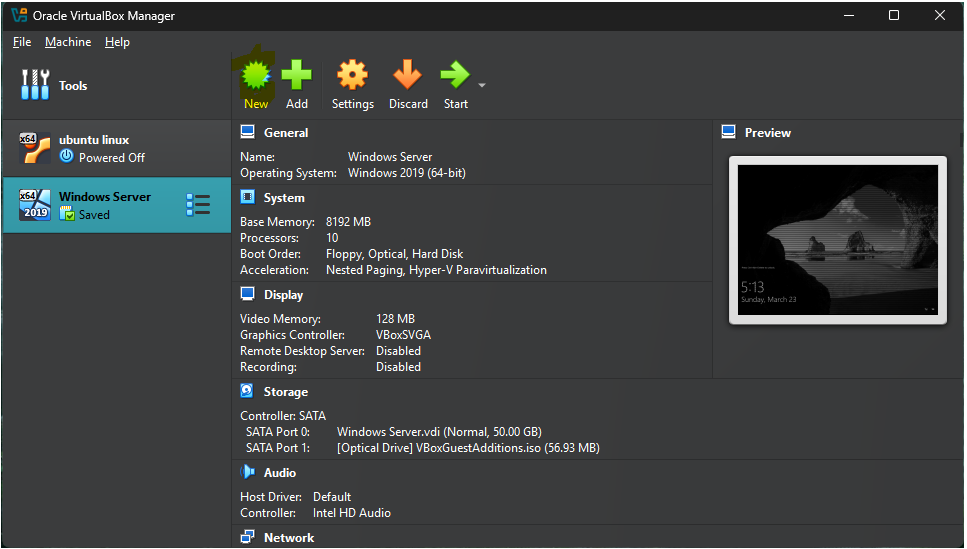 Oracle VirtualBox Manager
File Machine Help
Tools
New Add Settings Discard Start
x64
ubuntu linux
Powered Off
x64
2019
Windows Server
Saved
General
Name: Windows Server
Operating System: Windows 2019 (64-bit)
System
Base Memory: 8192 MB
Processors: 10
Boot Order: Floppy, Optical, Hard Disk
Acceleration: Nested Paging, Hyper-V Paravirtualization
Display
Video Memory: 128 MB
Graphics Controller: VBoxSVGA
Remote Desktop Server: Disabled
Recording: Disabled
Storage
Controller: SATA
SATA Port 0: Windows Server.vdi (Normal, 50.00 GB)
SATA Port 1: [Optical Drive] VBoxGuestAdditions.iso (56.93 MB)
Audio
Host Driver: Default
Controller: Intel HD Audio
Network
Preview
5:13
Sunday, March 23